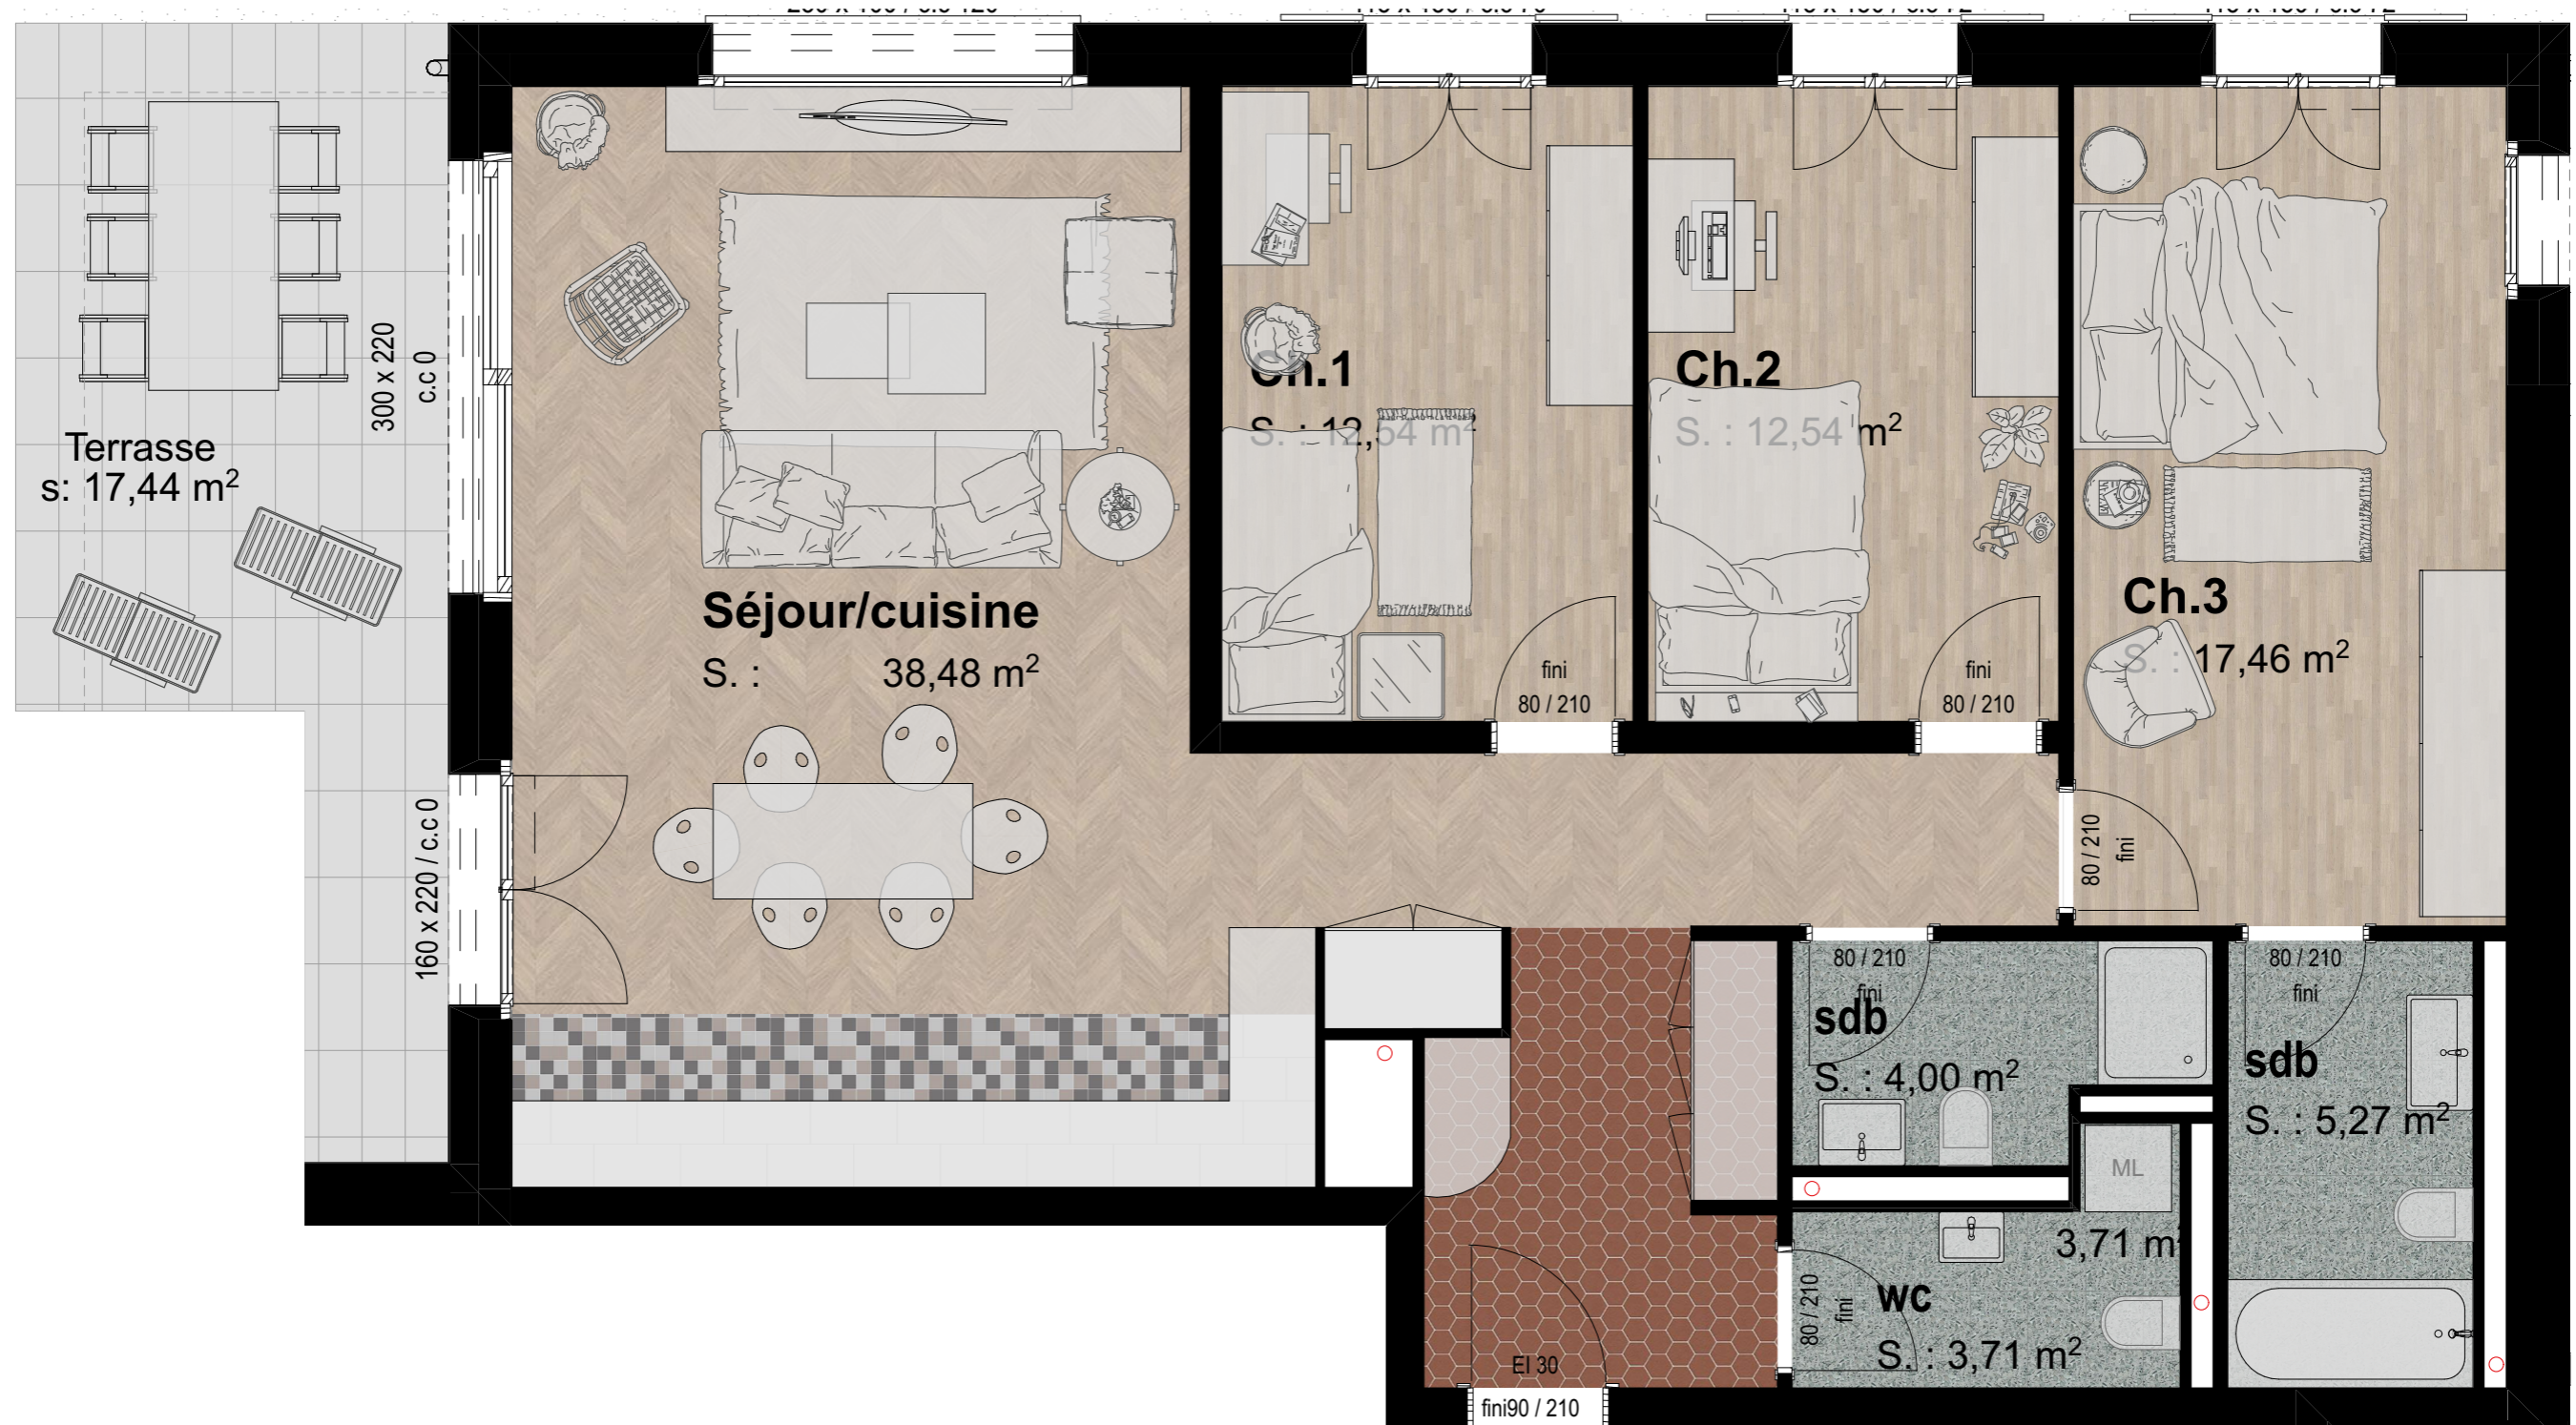 Terrasse
s: 17,44 m²
300 x 220
c.c 0
160 x 220 / c.c 0
Séjour/cuisine
S. : 38,48 m²
Ch.1
S. : 12,54 m²
fini
80 / 210
Ch.2
S. : 12,54 m²
fini
80 / 210
Ch.3
S. : 17,46 m²
80 / 210
fini
80 / 210
fini
sdb
S. : 4,00 m²
80 / 210
fini
sdb
S. : 5,27 m²
ML
3,71 m²
80 / 210
fini
wc
S. : 3,71 m²
EI 30
fini90 / 210